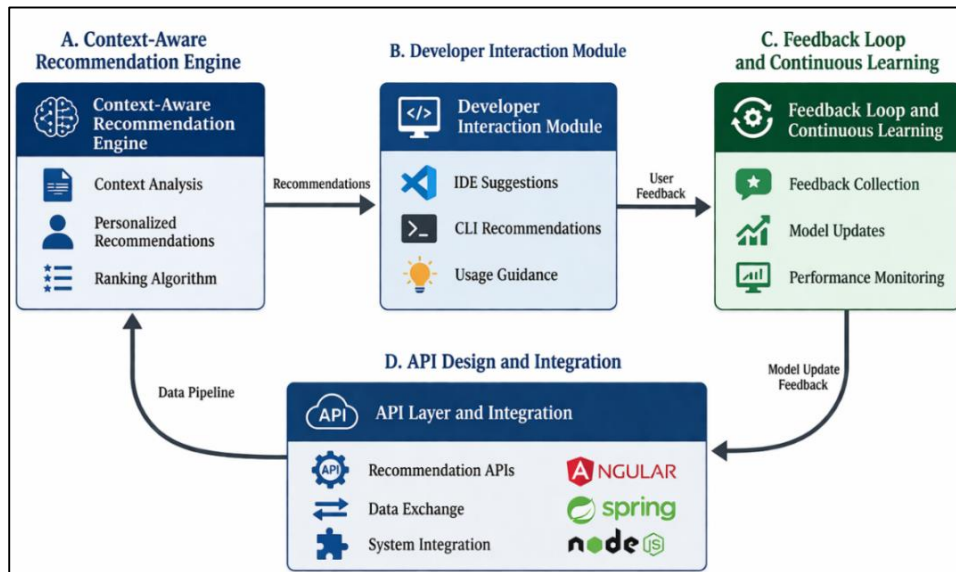 A. Context-Aware
Recommendation Engine
B. Developer Interaction Module
C. Feedback Loop
and Continuous Learning
Context-Aware
Recommendation
Engine
Context Analysis
Personalized
Recommendations
Ranking Algorithm
Recommendations
</>
Developer
Interaction Module
IDE Suggestions
>_
CLI Recommendations
Usage Guidance
User
Feedback
Feedback Loop and
Continuous Learning
Feedback Collection
Model Updates
Performance Monitoring
Data Pipeline
Model Update
Feedback
D. API Design and Integration
API
API Layer and Integration
API
Recommendation APIs
ANGULAR
Data Exchange
spring
System Integration
node JS